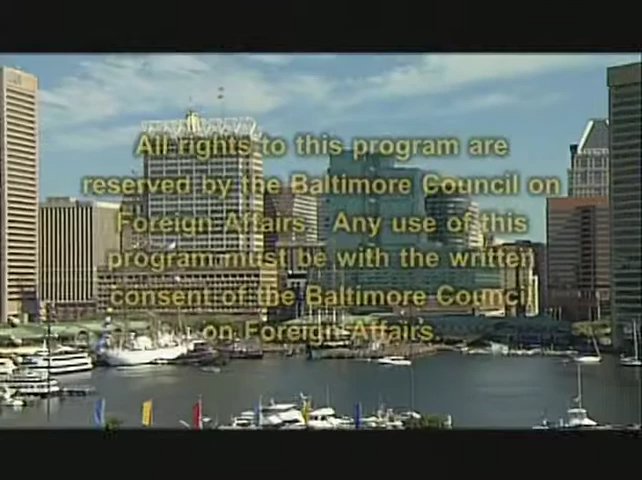 All rights to this program are
reserved by the Baltimore Council on
Foreign Affairs. Any use of this
program must be with the written
consent of the Baltimore Council
on Foreign Affairs.